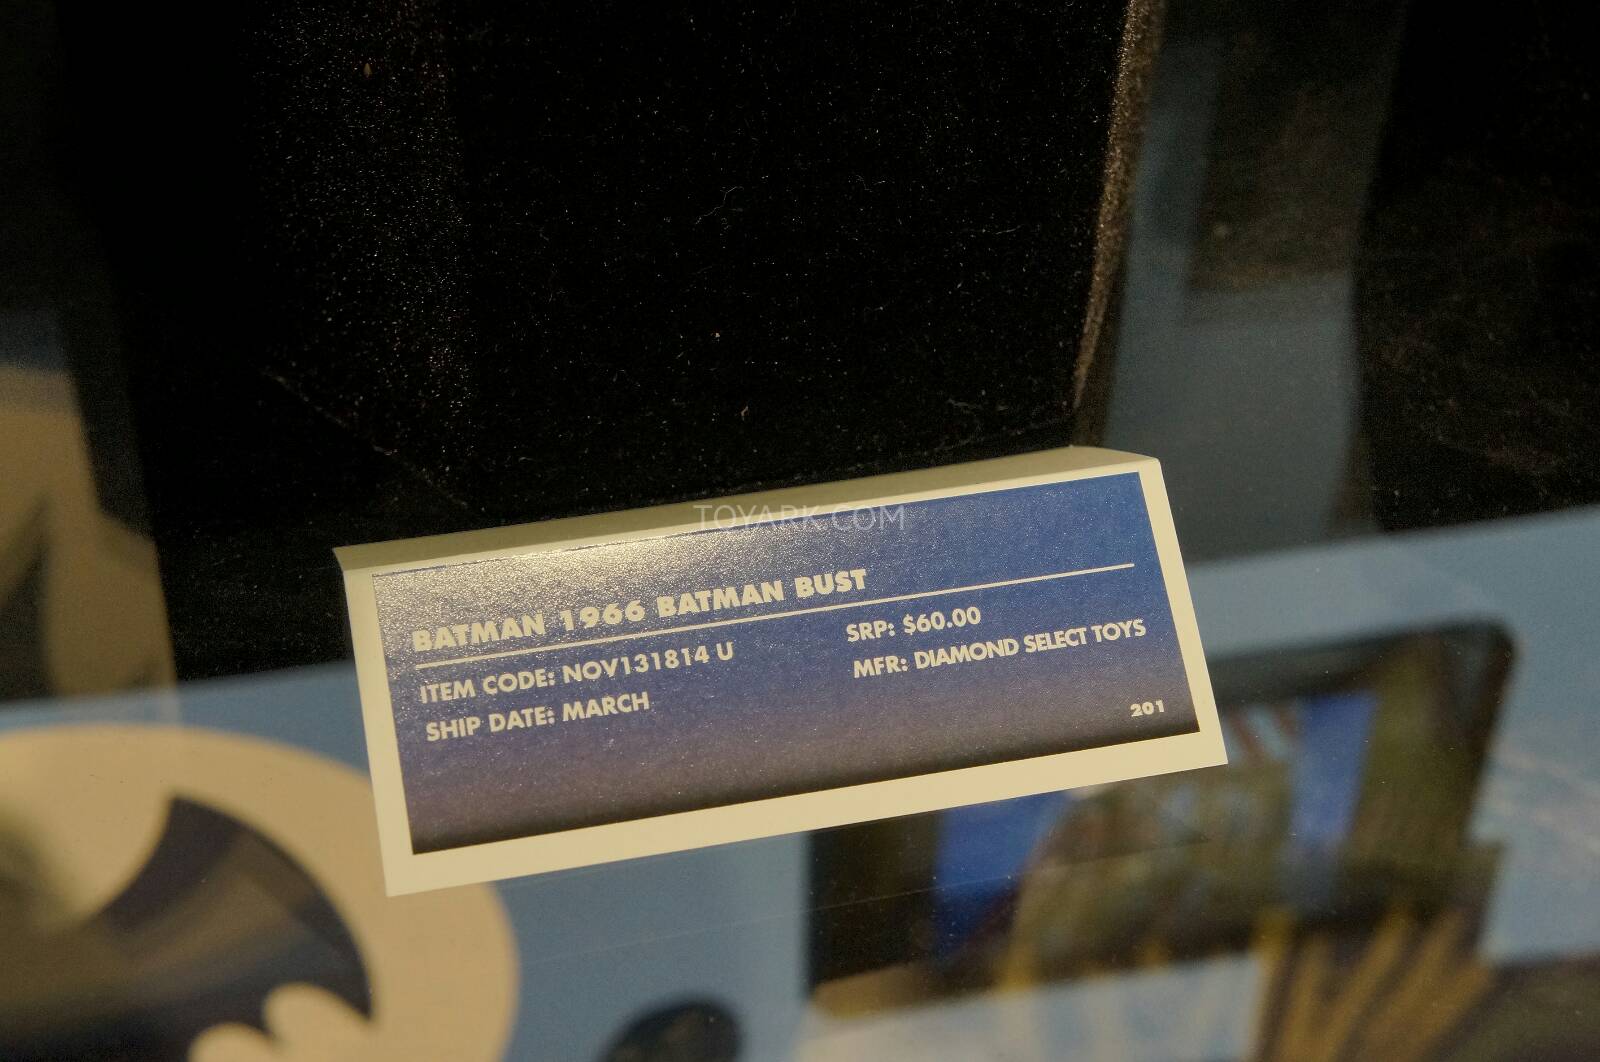 TOYARK.COM
BATMAN 1966 BATMAN BUST
ITEM CODE: NOV131814 U
SHIP DATE: MARCH
SRP: $60.00
MFR: DIAMOND SELECT TOYS
201